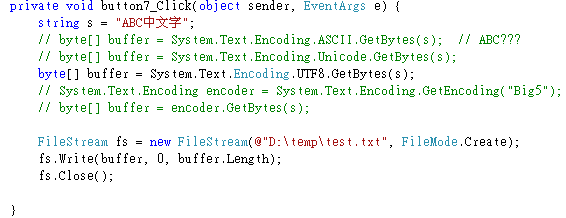 private void button7_Click(object sender, EventArgs e) {
string s = "ABC中文字";
// byte[] buffer = System.Text.Encoding.ASCII.GetBytes(s);  // ABC???
// byte[] buffer = System.Text.Encoding.Unicode.GetBytes(s);
byte[] buffer = System.Text.Encoding.UTF8.GetBytes(s);
// System.Text.Encoding encoder = System.Text.Encoding.GetEncoding("Big5");
// byte[] buffer = encoder.GetBytes(s);
FileStream fs = new FileStream(@"D:\temp\test.txt", FileMode.Create);
fs.Write(buffer, 0, buffer.Length);
fs.Close();
}